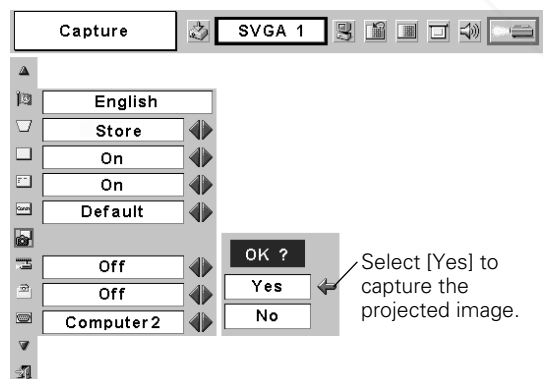 Capture
SVGA 1
English
Store
On
On
Default
Off
Off
Computer2
OK ?
Yes
No
Select [Yes] to
capture the
projected image.